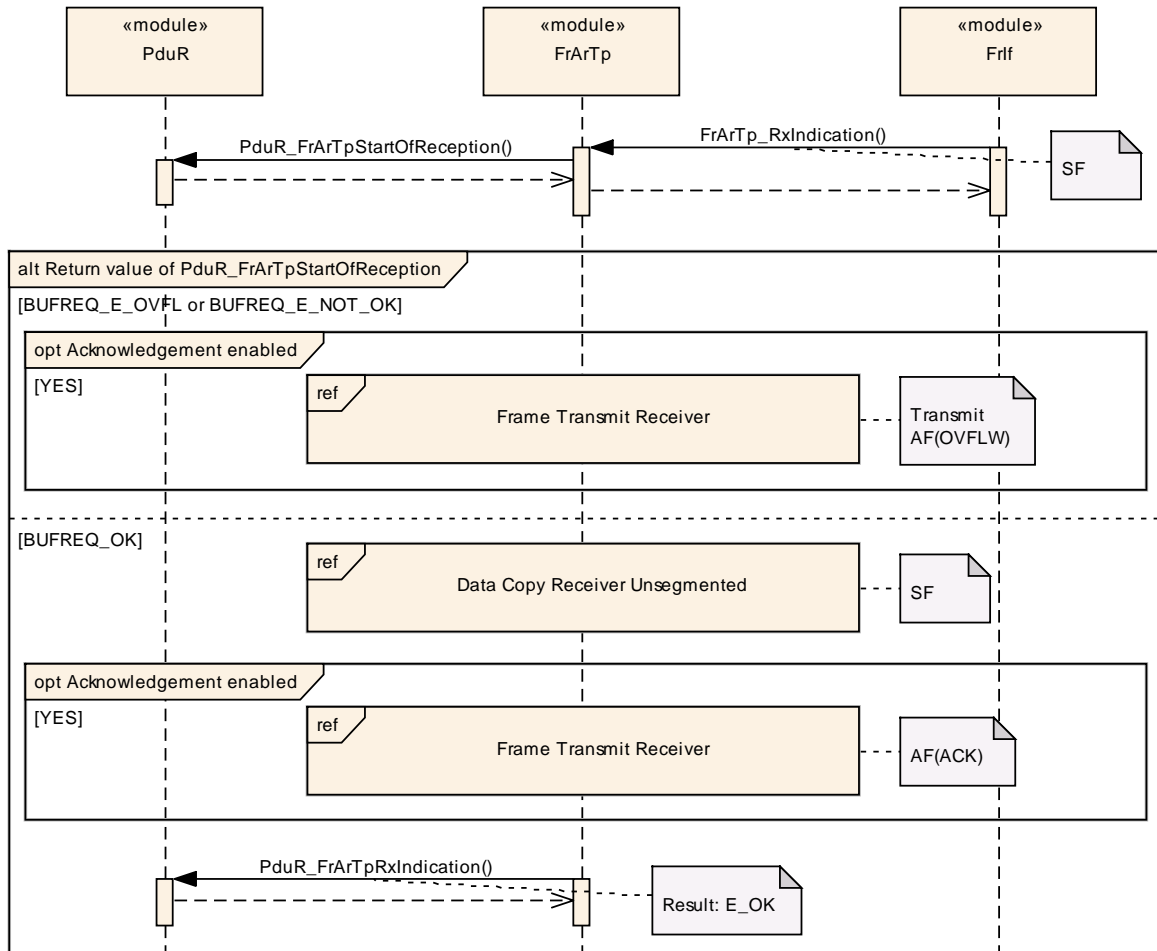 «module»
PduR
«module»
FrArTp
«module»
FrIf
FrArTp_RxIndication()
PduR_FrArTpStartOfReception()
SF
alt Return value of PduR_FrArTpStartOfReception
[BUFREQ_E_OVFL or BUFREQ_E_NOT_OK]
opt Acknowledgement enabled
[YES]
ref
Frame Transmit Receiver
Transmit
AF(OVFLW)
[BUFREQ_OK]
ref
Data Copy Receiver Unsegmented
SF
opt Acknowledgement enabled
[YES]
ref
Frame Transmit Receiver
AF(ACK)
PduR_FrArTpRxIndication()
Result: E_OK